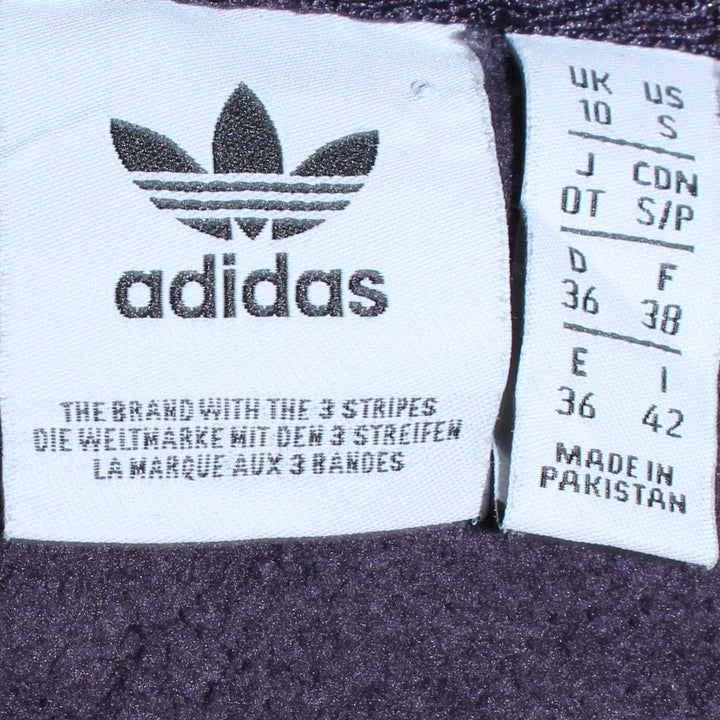 adidas
THE BRAND WITH THE 3 STRIPES
DIE WELTMARKE MIT DEN 3 STREIFEN
LA MARQUE AUX 3 BANDES
UK US
10 S
J CDN
OT S/P
D F
36 38
E I
36 42
MADE IN
PAKISTAN